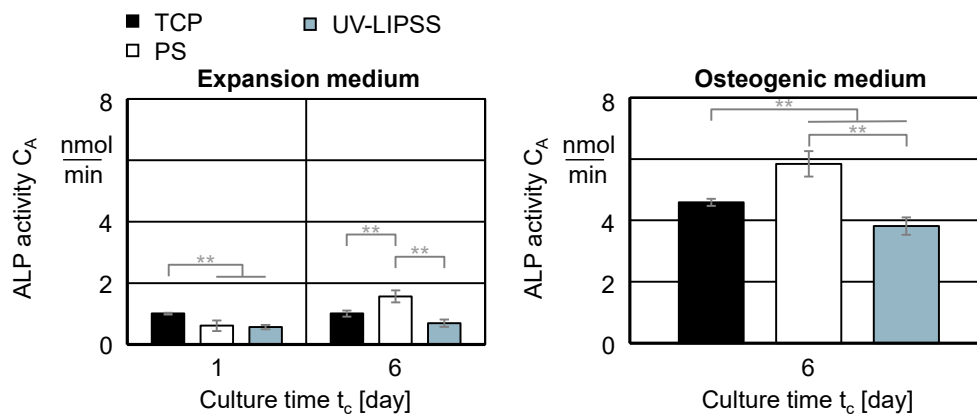 TCP
UV-LIPSS
PS
Expansion medium
Osteogenic medium
ALP activity C_A
nmol
min
8
4
2
0
**
**
**
1
6
Culture time t_c [day]
ALP activity C_A
nmol
min
8
4
2
0
**
**
6
Culture time t_c [day]